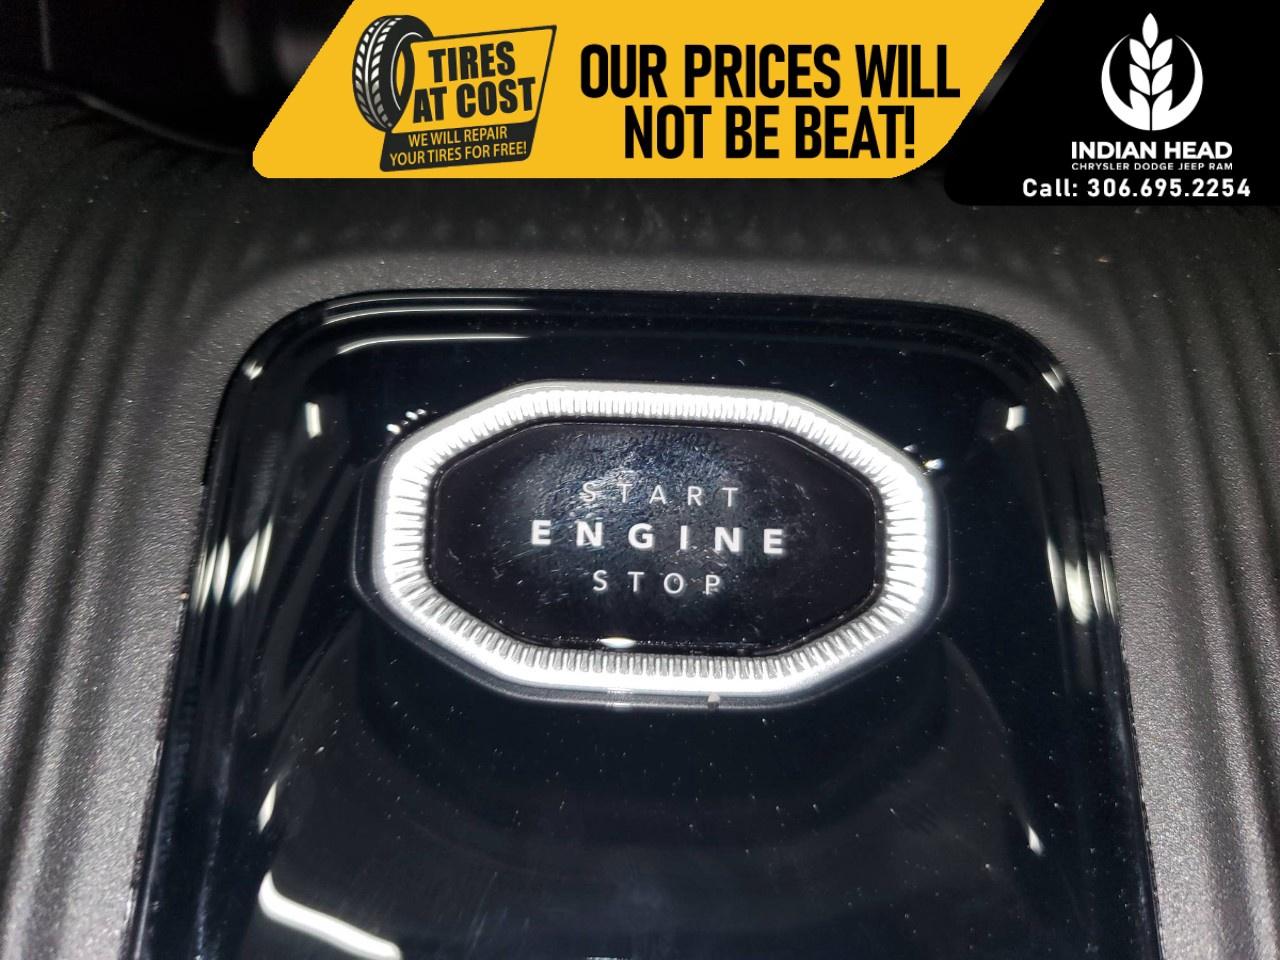 TIRES
AT COST
WE WILL REPAIR
YOUR TIRES FOR FREE!
OUR PRICES WILL
NOT BE BEAT!
INDIAN HEAD
CHRYSLER DODGE JEEP RAM
Call: 306.695.2254
START
ENGINE
STOP